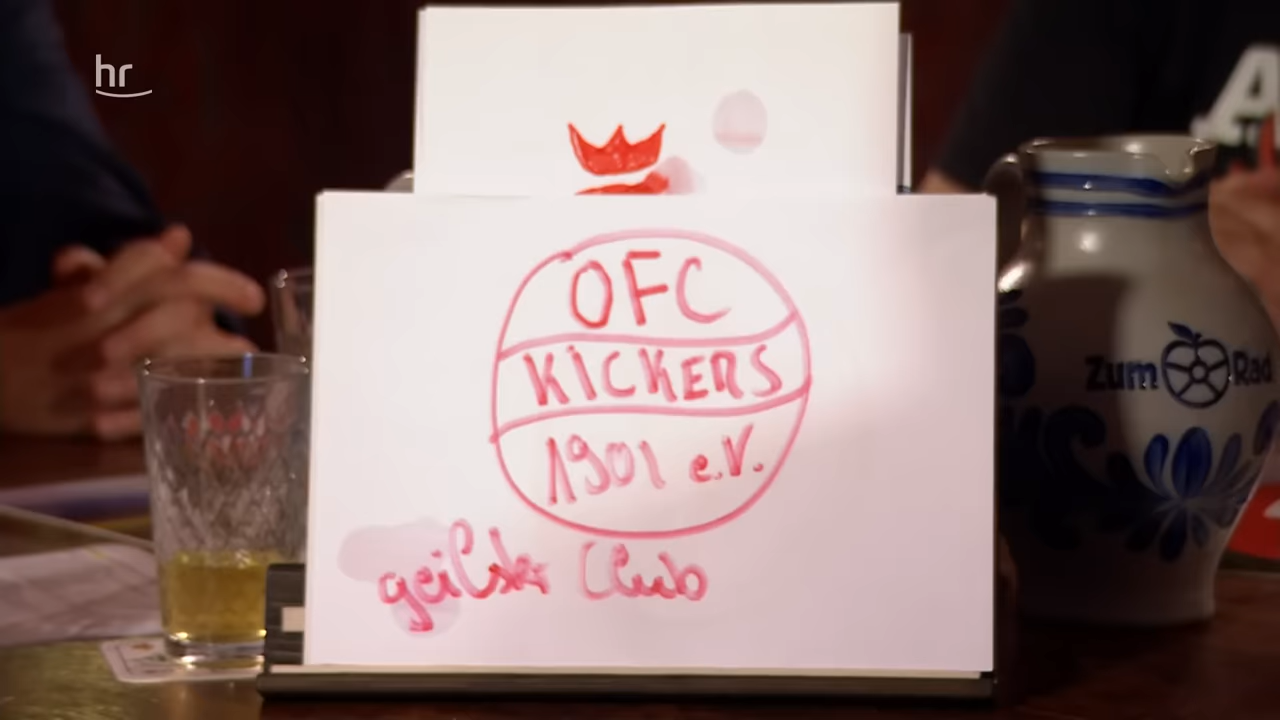 hr
OFC
KICKERS
1901 e.V.
geilster Club
Zum Rad